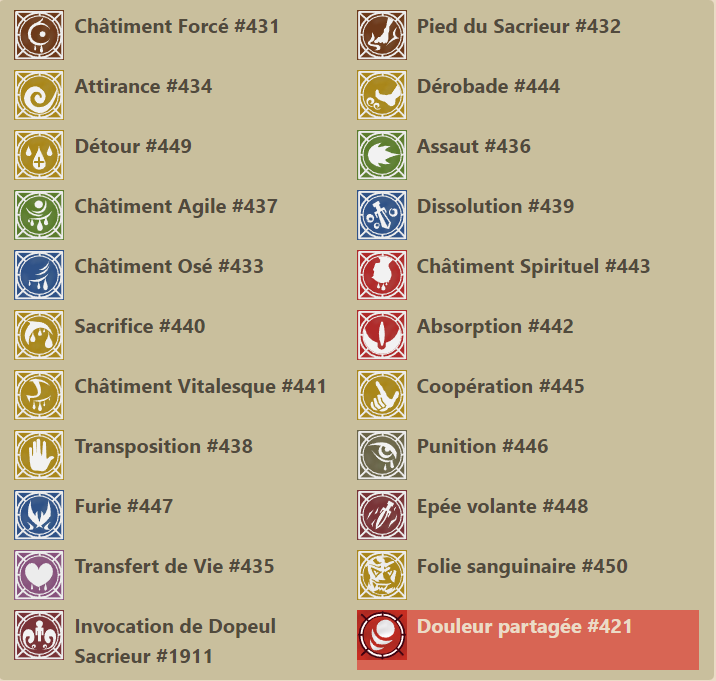 Châtiment Forcé #431
Pied du Sacrieur #432
Attirance #434
Dérobade #444
Détour #449
Assaut #436
Châtiment Agile #437
Dissolution #439
Châtiment Osé #433
Châtiment Spirituel #443
Sacrifice #440
Absorption #442
Châtiment Vitalesque #441
Coopération #445
Transposition #438
Punition #446
Furie #447
Epée volante #448
Transfert de Vie #435
Folie sanguinaire #450
Invocation de Dopeul
Sacrieur #1911
Douleur partagée #421